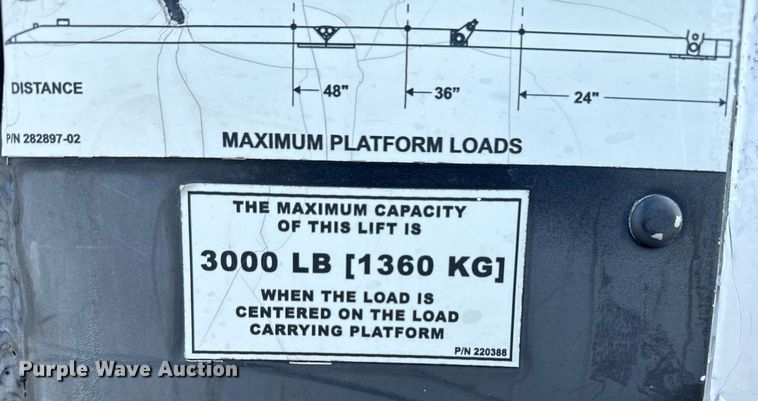 DISTANCE
48"
36"
24"
P/N 282897-02
MAXIMUM PLATFORM LOADS
THE MAXIMUM CAPACITY
OF THIS LIFT IS
3000 LB [1360 KG]
WHEN THE LOAD IS
CENTERED ON THE LOAD
CARRYING PLATFORM
P/N 220388
Purple Wave Auction